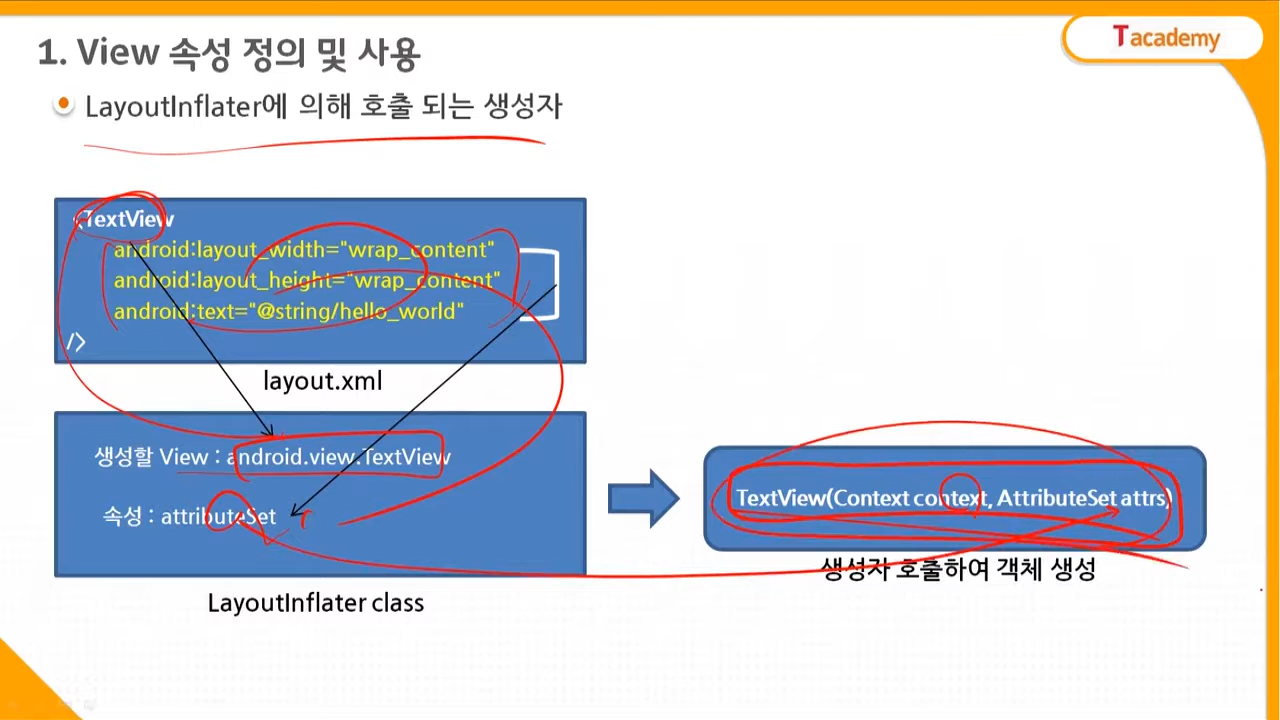 1. View 속성 정의 및 사용
Tacademy
LayoutInflater에 의해 호출 되는 생성자
<TextView
android:layout_width="wrap_content"
android:layout_height="wrap_content"
android:text="@string/hello_world"
/>
layout.xml
생성할 View : android.view.TextView
속성 : attributeSet
LayoutInflater class
TextView(Context context, AttributeSet attrs)
생성자 호출하여 객체 생성